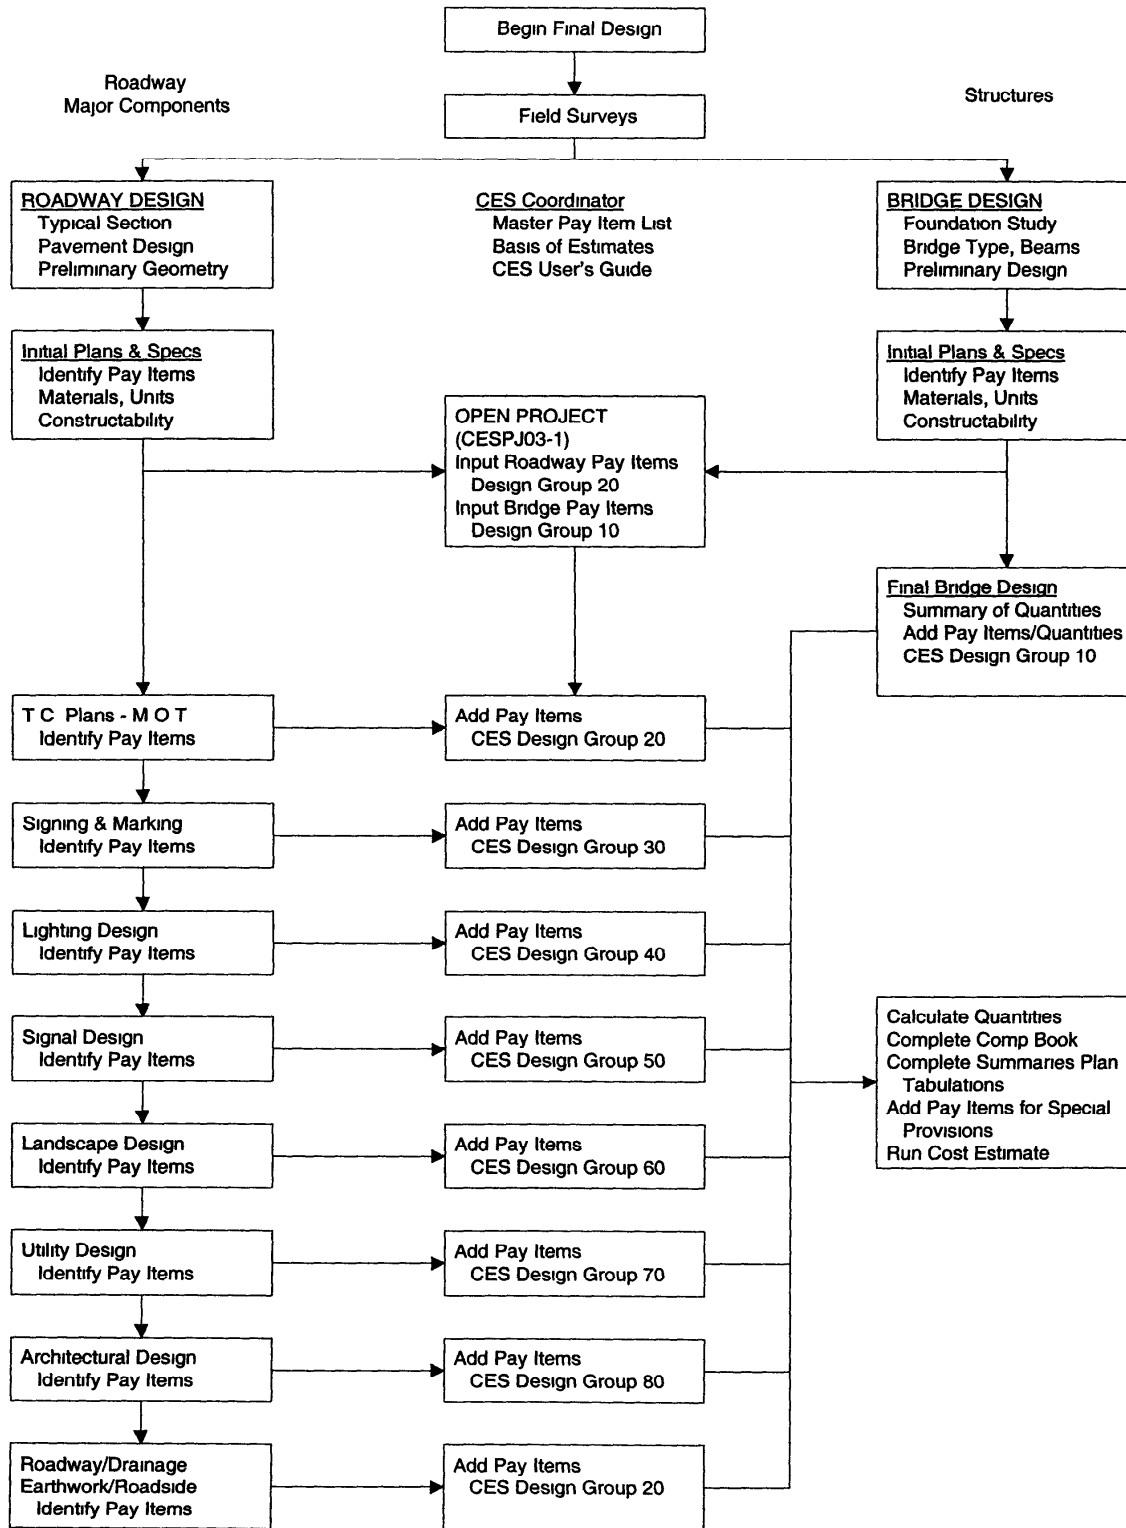 Begin Final Design
Roadway
Major Components
Field Surveys
Structures
ROADWAY DESIGN
Typical Section
Pavement Design
Preliminary Geometry
CES Coordinator
Master Pay Item List
Basis of Estimates
CES User's Guide
BRIDGE DESIGN
Foundation Study
Bridge Type, Beams
Preliminary Design
Initial Plans & Specs
Identify Pay Items
Materials, Units
Constructability
OPEN PROJECT
(CESPJ03-1)
Input Roadway Pay Items
Design Group 20
Input Bridge Pay Items
Design Group 10
Initial Plans & Specs
Identify Pay Items
Materials, Units
Constructability
Final Bridge Design
Summary of Quantities
Add Pay Items/Quantities
CES Design Group 10
T C Plans - M O T
Identify Pay Items
Add Pay Items
CES Design Group 20
Signing & Marking
Identify Pay Items
Add Pay Items
CES Design Group 30
Lighting Design
Identify Pay Items
Add Pay Items
CES Design Group 40
Signal Design
Identify Pay Items
Add Pay Items
CES Design Group 50
Calculate Quantities
Complete Comp Book
Complete Summaries Plan
Tabulations
Add Pay Items for Special
Provisions
Run Cost Estimate
Landscape Design
Identify Pay Items
Add Pay Items
CES Design Group 60
Utility Design
Identify Pay Items
Add Pay Items
CES Design Group 70
Architectural Design
Identify Pay Items
Add Pay Items
CES Design Group 80
Roadway/Drainage
Earthwork/Roadside
Identify Pay Items
Add Pay Items
CES Design Group 20